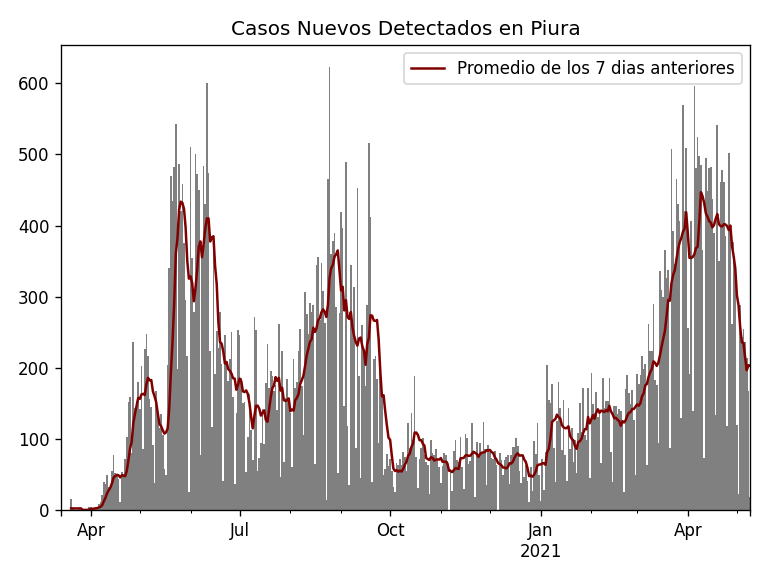 Casos Nuevos Detectados en Piura
Promedio de los 7 dias anteriores
600
500
400
300
200
100
0
Apr
Jul
Oct
Jan
2021
Apr